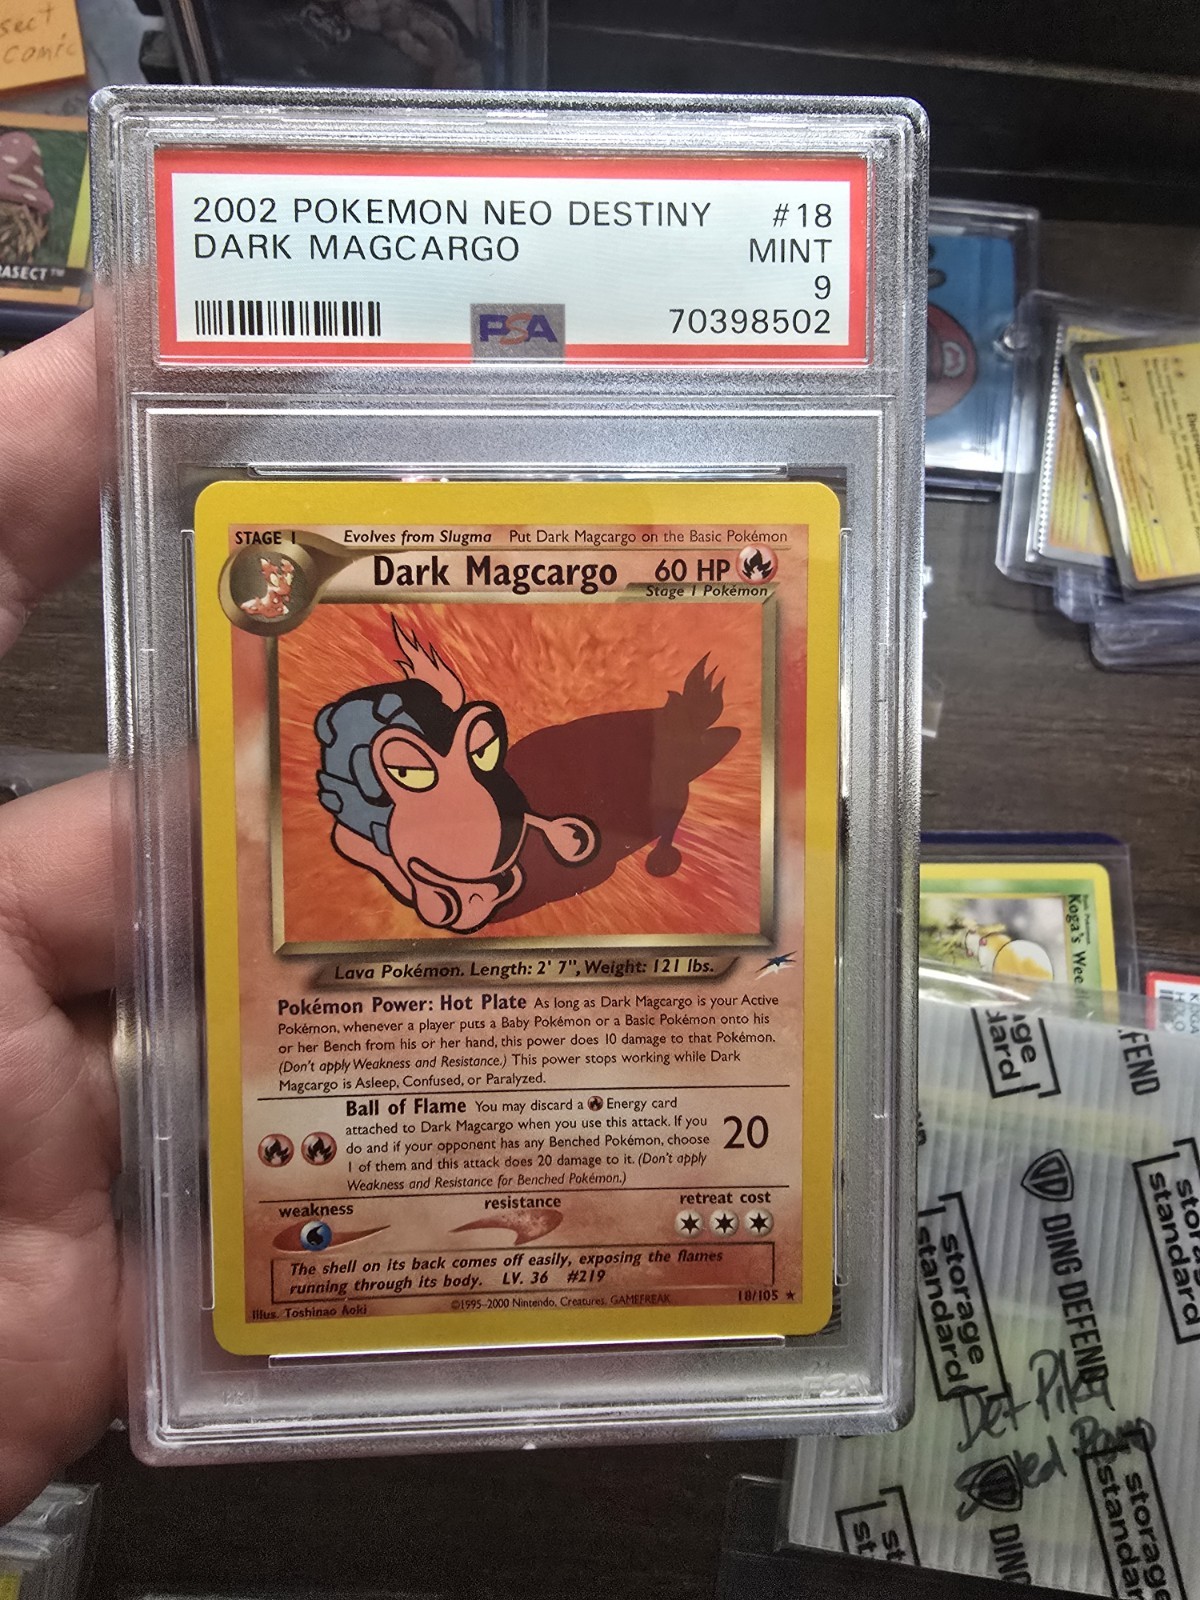 sect
comic
RASECT™
2002 POKEMON NEO DESTINY #18
DARK MAGCARGO MINT
9
PSA 70398502
STAGE 1 Evolves from Slugma Put Dark Magcargo on the Basic Pokémon
Dark Magcargo 60 HP
Stage 1 Pokémon
Lava Pokémon. Length: 2' 7", Weight: 121 lbs.
Pokémon Power: Hot Plate As long as Dark Magcargo is your Active
Pokémon, whenever a player puts a Baby Pokémon or a Basic Pokémon onto his
or her Bench from his or her hand, this power does 10 damage to that Pokémon.
(Don't apply Weakness and Resistance.) This power stops working while Dark
Magcargo is Asleep, Confused, or Paralyzed.
Ball of Flame You may discard a Energy card
attached to Dark Magcargo when you use this attack. If you
do and if your opponent has any Benched Pokémon, choose
1 of them and this attack does 20 damage to it. (Don't apply
Weakness and Resistance for Benched Pokémon.)
20
weakness resistance retreat cost
The shell on its back comes off easily, exposing the flames
running through its body. LV. 36 #219
Illus. Toshinao Aoki ©1995-2000 Nintendo, Creatures, GAMEFREAK 18/105 ★
Koga's Wee
storage
standard
DING DEFEND
storage
standard
storage
standard
DING